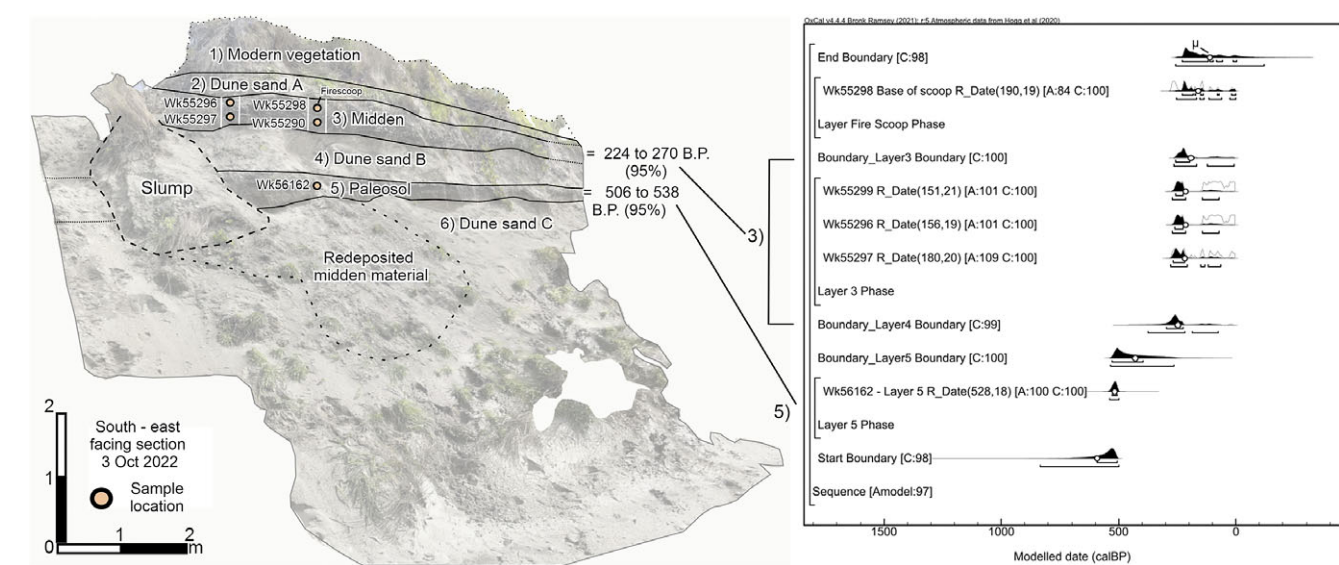 1) Modern vegetation
2) Dune sand A
Firescoop
Wk55296
Wk55298
Wk55297
Wk55290
3) Midden
4) Dune sand B
= 224 to 270 B.P.
(95%)
Slump
Wk56162
5) Paleosol
= 506 to 538
B.P. (95%)
6) Dune sand C
Redeposited
midden material
2
1
0
South - east
facing section
3 Oct 2022
Sample
location
1
2
m
3)
5)
OxCal v4.4.4 Bronk Ramsey (2021); r:5 Atmospheric data from Hogg et al (2020)
μ
End Boundary [C:98]
Wk55298 Base of scoop R_Date(190,19) [A:84 C:100]
Layer Fire Scoop Phase
Boundary_Layer3 Boundary [C:100]
Wk55299 R_Date(151,21) [A:101 C:100]
Wk55296 R_Date(156,19) [A:101 C:100]
Wk55297 R_Date(180,20) [A:109 C:100]
Layer 3 Phase
Boundary_Layer4 Boundary [C:99]
Boundary_Layer5 Boundary [C:100]
Wk56162 - Layer 5 R_Date(528,18) [A:100 C:100]
Layer 5 Phase
Start Boundary [C:98]
Sequence [Amodel:97]
1500
1000
500
0
Modelled date (calBP)